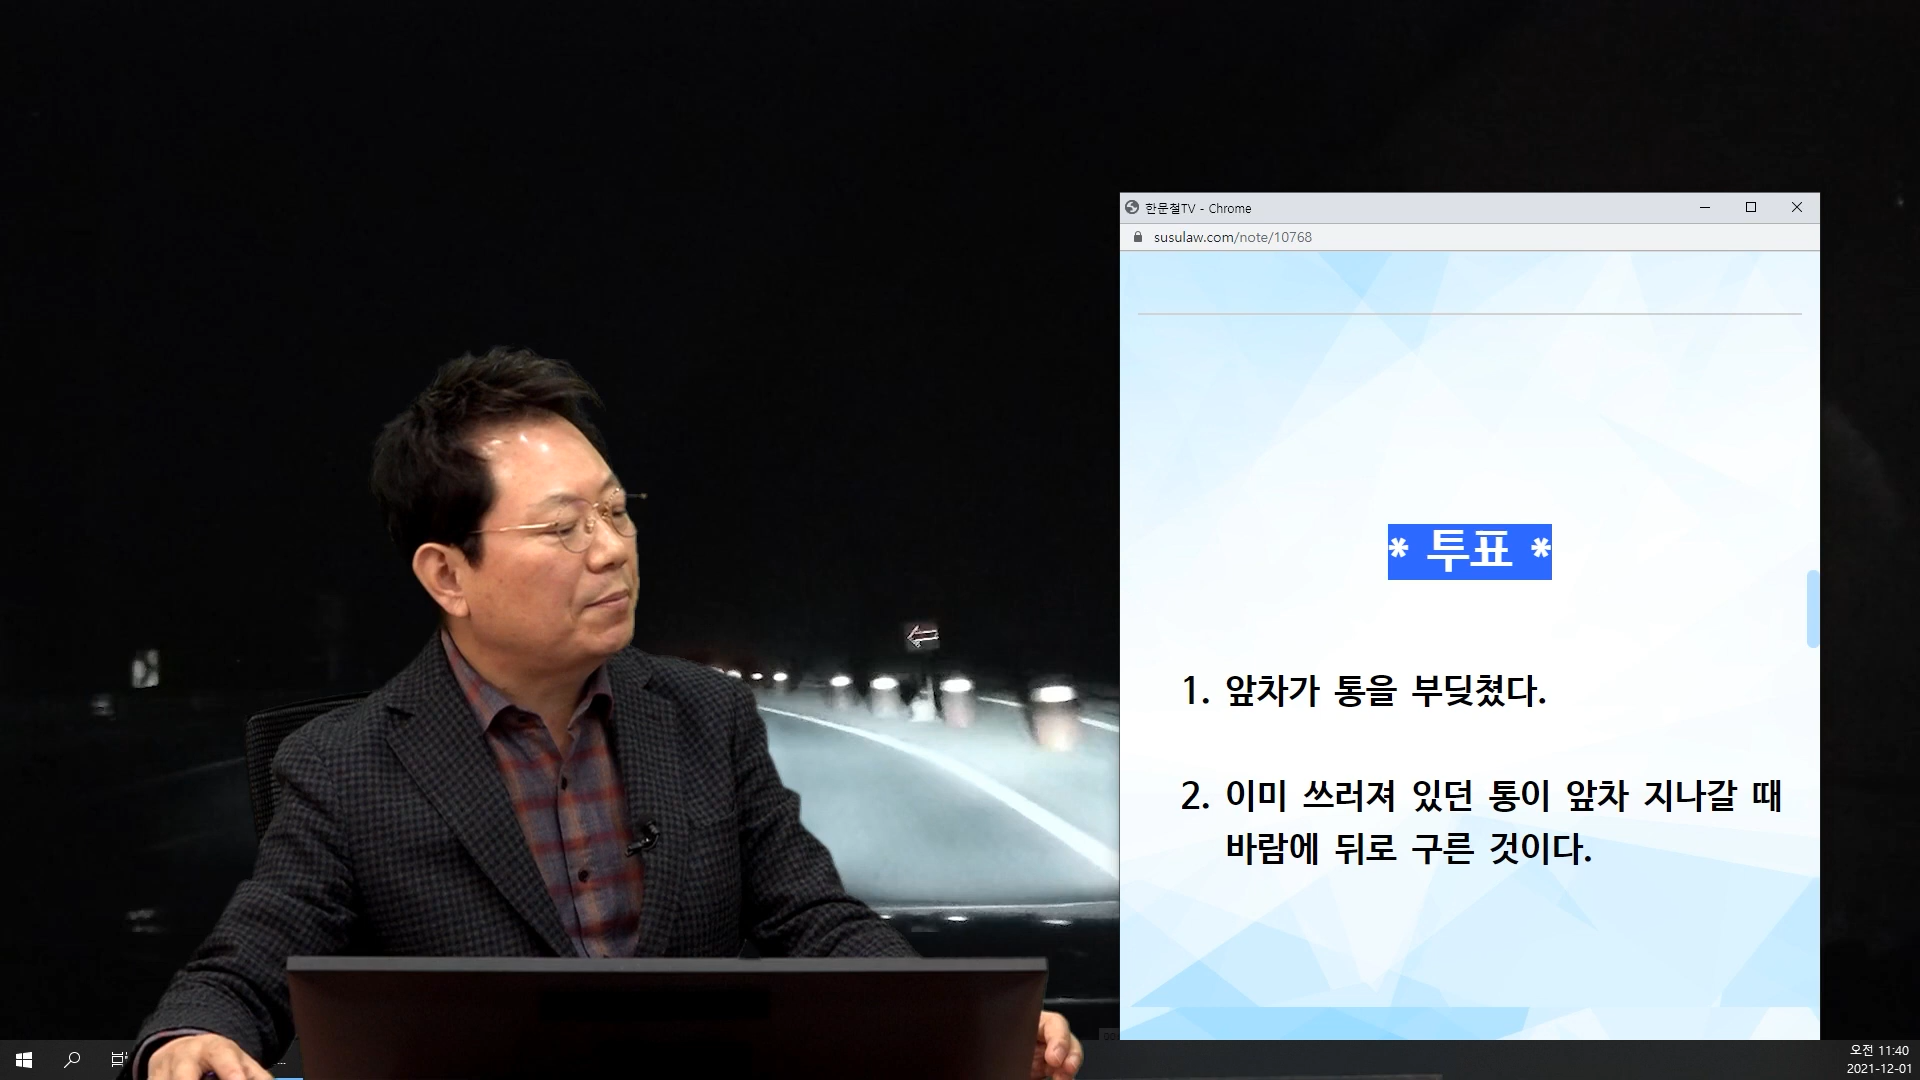 한문철TV - Chrome
susulaw.com/note/10768
* 투표 *
1. 앞차가 통을 부딪쳤다.
2. 이미 쓰러져 있던 통이 앞차 지나갈 때
바람에 뒤로 구른 것이다.
오전 11:40
2021-12-01